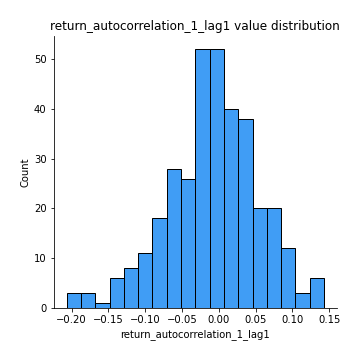 return_autocorrelation_1_lag1 value distribution
50
40
30
20
10
0
Count
−0.20 −0.15 −0.10 −0.05 0.00 0.05 0.10 0.15
return_autocorrelation_1_lag1